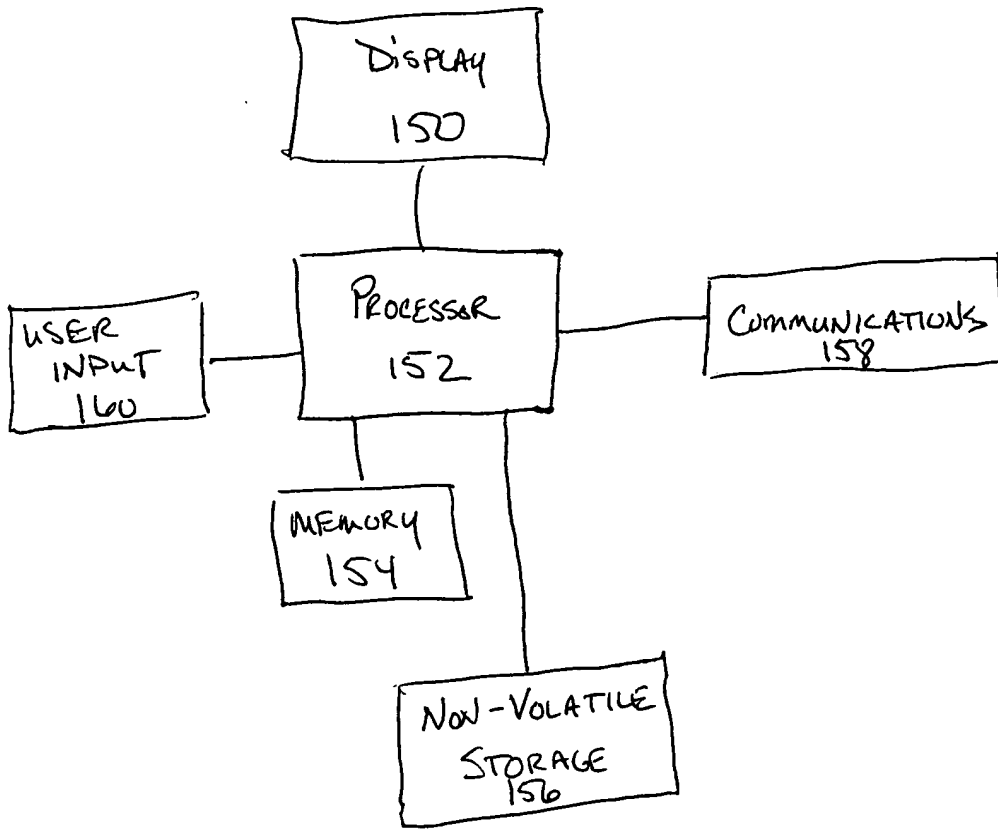 DiSPLAY
150
PROCESSOR
152
USER
INPUT
160
COMMUNICATIONS
158
MEMORY
154
NON-VOLATILE
STORAGE
156